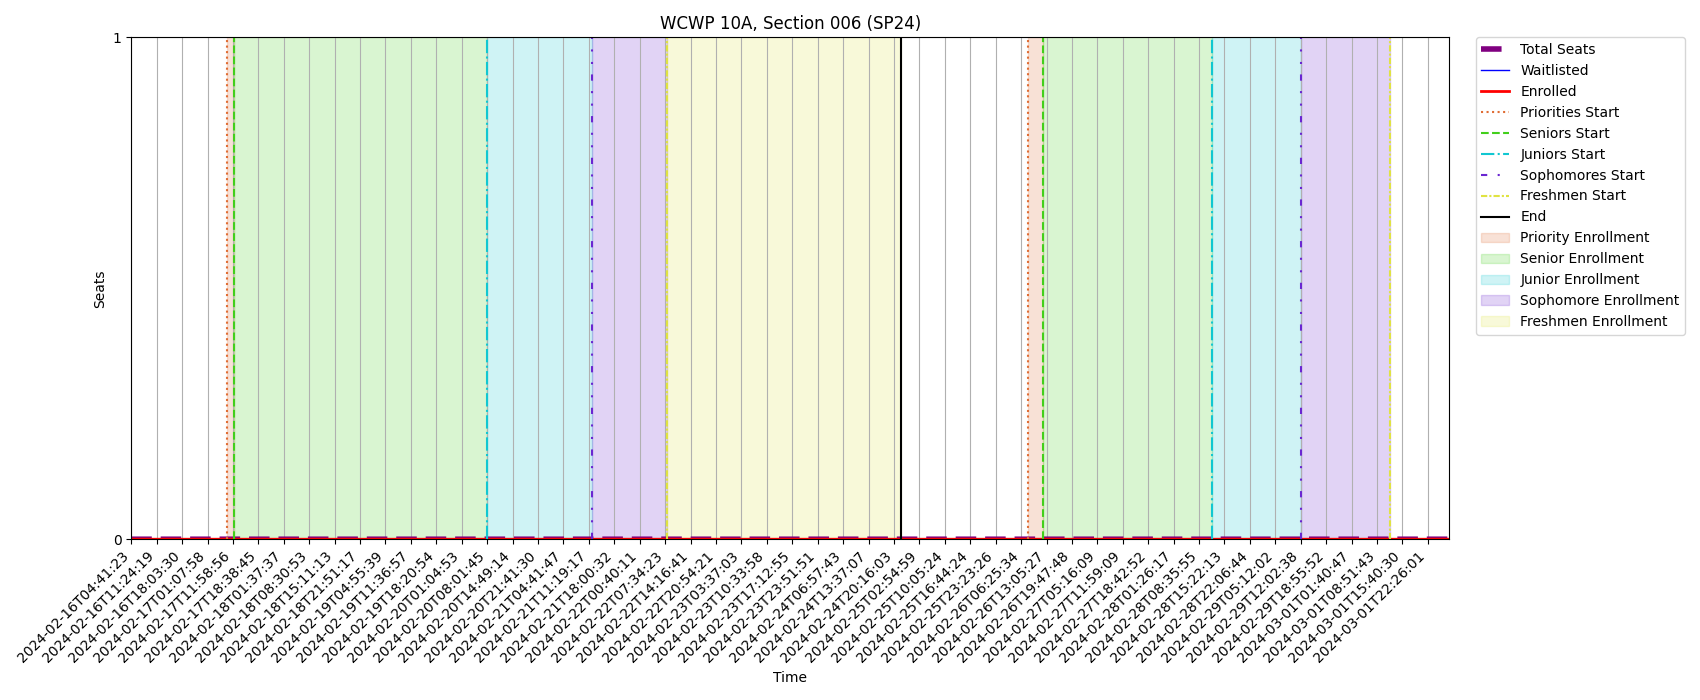 WCWP 10A, Section 006 (SP24)
1
0
Seats
2024-02-16T04:41:23
2024-02-16T11:24:19
2024-02-16T18:03:30
2024-02-17T01:07:58
2024-02-17T11:58:56
2024-02-17T18:38:45
2024-02-18T01:37:37
2024-02-18T08:30:53
2024-02-18T15:11:13
2024-02-18T21:51:17
2024-02-19T04:55:39
2024-02-19T11:36:57
2024-02-19T18:20:54
2024-02-20T01:04:53
2024-02-20T08:01:45
2024-02-20T14:49:14
2024-02-20T21:41:30
2024-02-21T04:41:47
2024-02-21T11:19:17
2024-02-21T18:00:32
2024-02-22T00:40:11
2024-02-22T07:34:23
2024-02-22T14:16:41
2024-02-22T20:54:21
2024-02-23T03:37:03
2024-02-23T10:33:58
2024-02-23T17:12:55
2024-02-23T23:51:51
2024-02-24T06:57:43
2024-02-24T13:37:07
2024-02-24T20:16:03
2024-02-25T02:54:59
2024-02-25T10:05:24
2024-02-25T16:44:24
2024-02-25T23:23:26
2024-02-26T06:25:34
2024-02-26T13:05:27
2024-02-26T19:47:48
2024-02-27T05:16:09
2024-02-27T11:59:09
2024-02-27T18:42:52
2024-02-28T01:26:17
2024-02-28T08:35:55
2024-02-28T15:22:13
2024-02-28T22:06:44
2024-02-29T05:12:02
2024-02-29T12:02:38
2024-02-29T18:55:52
2024-03-01T01:40:47
2024-03-01T08:51:43
2024-03-01T15:40:30
2024-03-01T22:26:01
Time
Total Seats
Waitlisted
Enrolled
Priorities Start
Seniors Start
Juniors Start
Sophomores Start
Freshmen Start
End
Priority Enrollment
Senior Enrollment
Junior Enrollment
Sophomore Enrollment
Freshmen Enrollment